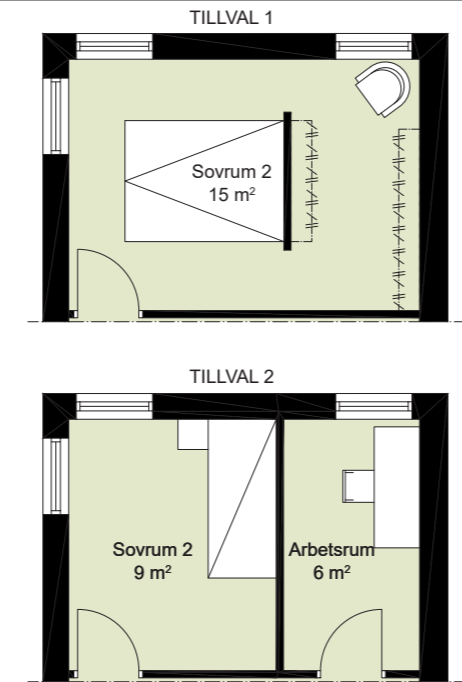 TILLVAL 1
Sovrum 2
15 m²
TILLVAL 2
Sovrum 2
9 m²
Arbetsrum
6 m²